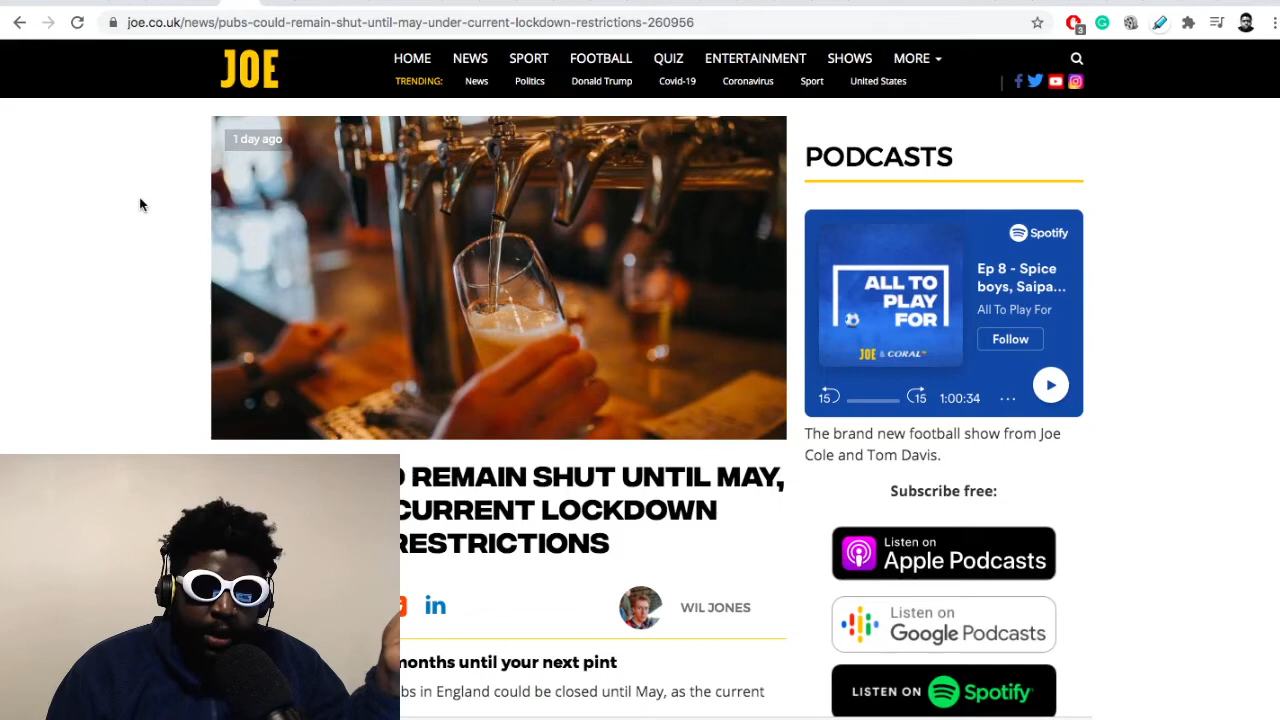 joe.co.uk/news/pubs-could-remain-shut-until-may-under-current-lockdown-restrictions-260956
3
JOE
HOME NEWS SPORT FOOTBALL QUIZ ENTERTAINMENT SHOWS MORE
TRENDING: News Politics Donald Trump Covid-19 Coronavirus Sport United States
1 day ago
REMAIN SHUT UNTIL MAY,
CURRENT LOCKDOWN
RESTRICTIONS
in
WIL JONES
months until your next pint
bs in England could be closed until May, as the current
PODCASTS
Spotify
ALL TO
PLAY
FOR
JOE & CORAL
Ep 8 - Spice
boys, Saipa...
All To Play For
Follow
15 15 1:00:34 ...
The brand new football show from Joe
Cole and Tom Davis.
Subscribe free:
Listen on
Apple Podcasts
Listen on
Google Podcasts
LISTEN ON Spotify